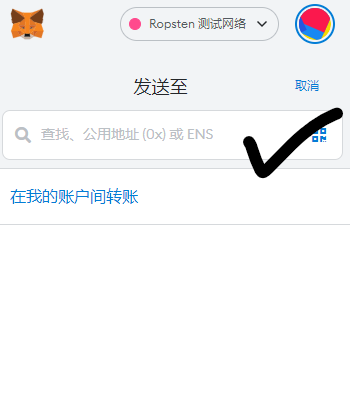 Ropsten 测试网络
发送至
取消
查找、公用地址 (0x) 或 ENS
在我的账户间转账